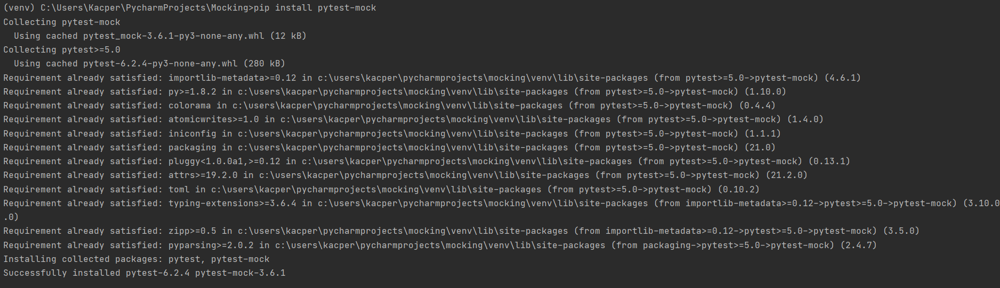 (venv) C:\Users\Kacper\PycharmProjects\Mocking>pip install pytest-mock
Collecting pytest-mock
  Using cached pytest_mock-3.6.1-py3-none-any.whl (12 kB)
Collecting pytest>=5.0
  Using cached pytest-6.2.4-py3-none-any.whl (280 kB)
Requirement already satisfied: importlib-metadata>=0.12 in c:\users\kacper\pycharmprojects\mocking\venv\lib\site-packages (from pytest>=5.0->pytest-mock) (4.6.1)
Requirement already satisfied: py>=1.8.2 in c:\users\kacper\pycharmprojects\mocking\venv\lib\site-packages (from pytest>=5.0->pytest-mock) (1.10.0)
Requirement already satisfied: colorama in c:\users\kacper\pycharmprojects\mocking\venv\lib\site-packages (from pytest>=5.0->pytest-mock) (0.4.4)
Requirement already satisfied: atomicwrites>=1.0 in c:\users\kacper\pycharmprojects\mocking\venv\lib\site-packages (from pytest>=5.0->pytest-mock) (1.4.0)
Requirement already satisfied: iniconfig in c:\users\kacper\pycharmprojects\mocking\venv\lib\site-packages (from pytest>=5.0->pytest-mock) (1.1.1)
Requirement already satisfied: packaging in c:\users\kacper\pycharmprojects\mocking\venv\lib\site-packages (from pytest>=5.0->pytest-mock) (21.0)
Requirement already satisfied: pluggy<1.0.0a1,>=0.12 in c:\users\kacper\pycharmprojects\mocking\venv\lib\site-packages (from pytest>=5.0->pytest-mock) (0.13.1)
Requirement already satisfied: attrs>=19.2.0 in c:\users\kacper\pycharmprojects\mocking\venv\lib\site-packages (from pytest>=5.0->pytest-mock) (21.2.0)
Requirement already satisfied: toml in c:\users\kacper\pycharmprojects\mocking\venv\lib\site-packages (from pytest>=5.0->pytest-mock) (0.10.2)
Requirement already satisfied: typing-extensions>=3.6.4 in c:\users\kacper\pycharmprojects\mocking\venv\lib\site-packages (from importlib-metadata>=0.12->pytest>=5.0->pytest-mock) (3.10.0
.0)
Requirement already satisfied: zipp>=0.5 in c:\users\kacper\pycharmprojects\mocking\venv\lib\site-packages (from importlib-metadata>=0.12->pytest>=5.0->pytest-mock) (3.5.0)
Requirement already satisfied: pyparsing>=2.0.2 in c:\users\kacper\pycharmprojects\mocking\venv\lib\site-packages (from packaging->pytest>=5.0->pytest-mock) (2.4.7)
Installing collected packages: pytest, pytest-mock
Successfully installed pytest-6.2.4 pytest-mock-3.6.1